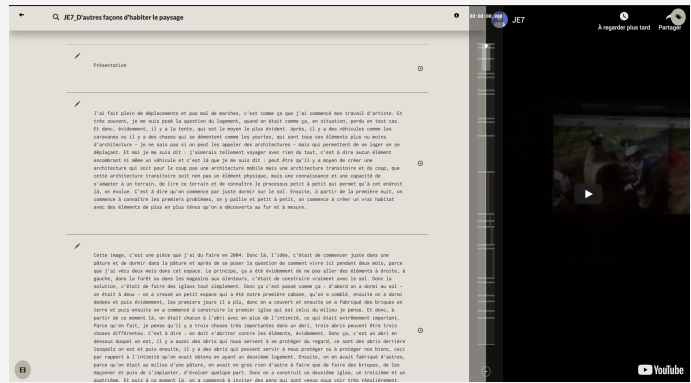 JE7_D'autres façons d'habiter le paysage
00:00:00,000
JE7
À regarder plus tard
Partager
Présentation
J'ai fait plein de déplacements et pas mal de marches, c'est comme ça que j'ai commencé mon travail d'artiste. Et
très souvent, je me suis posé la question du logement, quand on était comme ça, en situation, perdu en tout cas.
Et donc, évidemment, il y a la tente, qui est le moyen le plus évident. Après, il y a des véhicules comme les
caravanes ou il y a des choses qui se démontent comme les yourtes, qui sont tous ces éléments plus ou moins
d'architecture - je ne sais pas si on peut les appeler des architectures - mais qui permettent de se loger en se
déplaçant. Et moi je me suis dit : j'aimerais tellement voyager avec rien du tout, c'est à dire aucun élément
encombrant ni même un véhicule et c'est là que je me suis dit : peut être qu'il y a moyen de créer une
architecture qui soit pour le coup pas une architecture mobile mais une architecture transitoire et du coup, que
cette architecture transitoire soit non pas un élément physique, mais une connaissance et une capacité de
s'adapter à un terrain, de lire ce terrain et de connaître le processus petit à petit qui permet qu'à cet endroit
là, on évolue. C'est à dire qu'on commence par juste dormir sur le sol. Ensuite, à partir de la première nuit, on
commence à connaître les premiers problèmes, on y pallie et petit à petit, on commence à créer un vrai habitat
avec des éléments de plus en plus ténus qu'on a découverts au fur et à mesure.
Cette image, c'est une pièce que j'ai du faire en 2004. Donc là, l'idée, c'était de commencer juste dans une
pâture et de dormir dans la pâture et après de se poser la question de comment vivre ici pendant deux mois, parce
que j'ai vécu deux mois dans cet espace. Le principe, ça a été évidemment de ne pas aller des éléments à droite, à
gauche, dans la forêt ou dans les magasins aux alenteurs, c'était de construire vraiment avec le sol. Donc la
solution, c'était de faire des igloos tout simplement. Donc ça c'est passé comme ça : d'abord on a dormi au sol -
on était à deux - on a creusé un petit espace qui a été entre première cabane, qu'on a comblé, ensuite on a dormi
dedans et puis évidemment, les premiers jours il a plu, donc on a couvert et ensuite on a fabriqué des briques en
terre et puis ensuite on a commencé à construire le premier igloo qui est celui du milieu je pense. Et donc, à
partir de ce moment là, on était chacun à l'abri avec en plus de l'intimité, ce qui était extrêmement important.
Parce qu'en fait, je pense qu'il y a trois choses très importantes dans un abri, trois abris peuvent être trois
choses différentes. C'est à dire : on doit s'abriter contre les éléments, évidemment. Donc, ça, c'est un abri en
dessous duquel on est, il y a aussi des abris qui nous servent à se protéger du regard, ce sont des abris derrière
lesquels on est et puis ensuite, il y a des abris qui peuvent servir à nous protéger ou à protéger nos biens, ceci
par rapport à l'intimité qu'on avait obtenu en ayant un deuxième logement. Ensuite, on en avait fabriqué d'autres,
parce qu'on était au milieu d'une pâture, on avait en gros rien d'autre à faire que de faire des briques, de les
maçonner et puis de s'implanter, d'évoluer quelque part. Donc on a construit un deuxième igloo, un troisième et un
quatrième. Et puis à ce moment là, on a commencé à inviter des gens qui sont venus nous voir très régulièrement.
YouTube